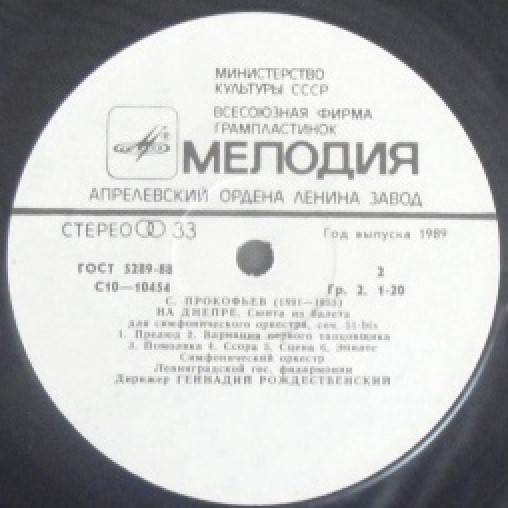 МИНИСТЕРСТВО
КУЛЬТУРЫ СССР
ВСЕСОЮЗНАЯ ФИРМА
ГРАМПЛАСТИНОК
МЕЛОДИЯ
АПРЕЛЕВСКИЙ ОРДЕНА ЛЕНИНА ЗАВОД
СТЕРЕО 33
Год выпуска 1989
ГОСТ 5289-88
2
С10—10454
Гр. 2. 1-20
С. ПРОКОФЬЕВ (1891—1953)
НА ДНЕПРЕ. Сюита из балета
для симфонического оркестра, соч. 51-bis
1. Прелюд 2. Вариация первого танцовщика
3. Помолвка 4. Ссора 5. Сцена 6. Эпилог
Симфонический оркестр
Ленинградской гос. филармонии
Дирижер ГЕННАДИЙ РОЖДЕСТВЕНСКИЙ